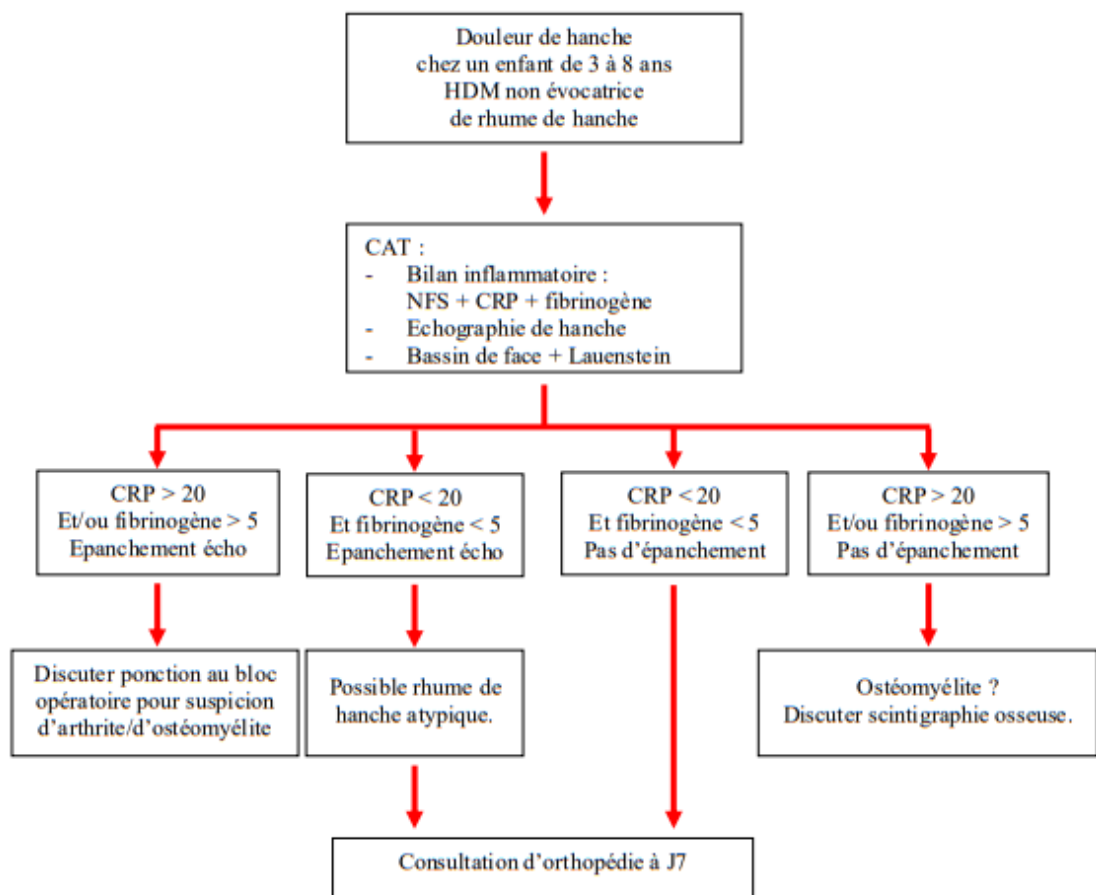 Douleur de hanche
chez un enfant de 3 à 8 ans
HDM non évocatrice
de rhume de hanche
CAT :
- Bilan inflammatoire :
NFS + CRP + fibrinogène
- Echographie de hanche
- Bassin de face + Lauenstein
CRP > 20
Et/ou fibrinogène > 5
Epanchement écho
CRP < 20
Et fibrinogène < 5
Epanchement écho
CRP < 20
Et fibrinogène < 5
Pas d’épanchement
CRP > 20
Et/ou fibrinogène > 5
Pas d’épanchement
Discuter ponction au bloc
opératoire pour suspicion
d’arthrite/d’ostéomyélite
Possible rhume de
hanche atypique.
Ostéomyélite ?
Discuter scintigraphie osseuse.
Consultation d’orthopédie à J7